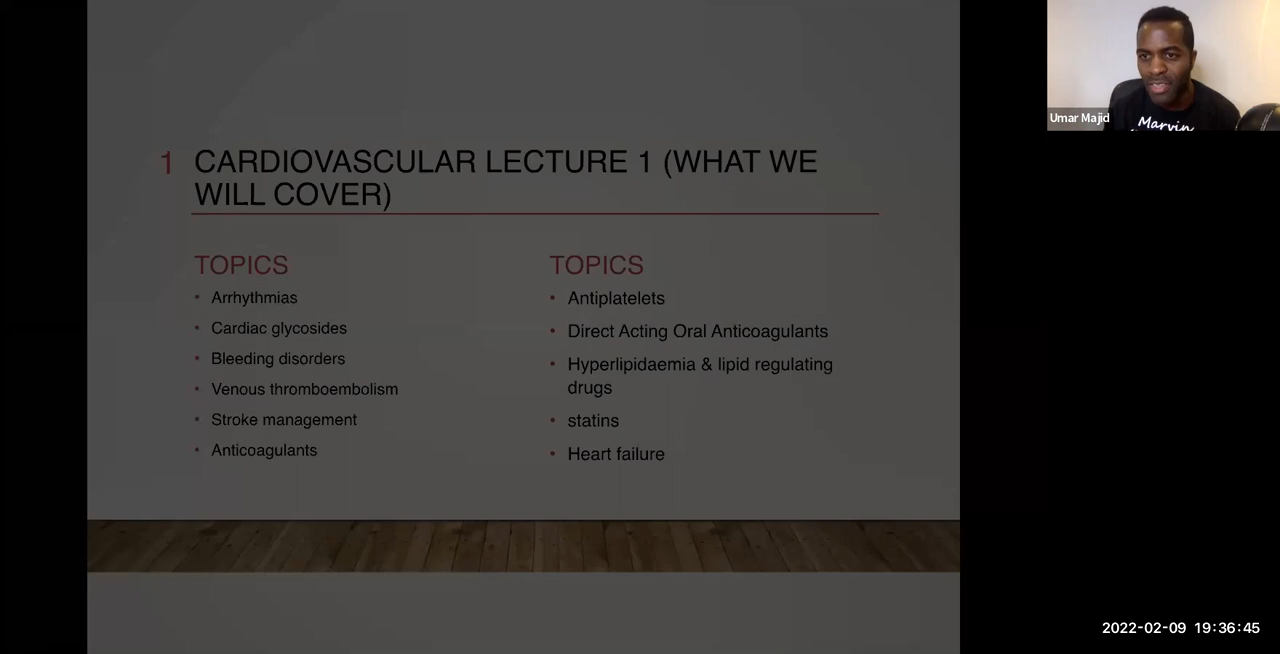 1 CARDIOVASCULAR LECTURE 1 (WHAT WE
WILL COVER)
TOPICS
• Arrhythmias
• Cardiac glycosides
• Bleeding disorders
• Venous thromboembolism
• Stroke management
• Anticoagulants
TOPICS
• Antiplatelets
• Direct Acting Oral Anticoagulants
• Hyperlipidaemia & lipid regulating
drugs
• statins
• Heart failure
Umar Majid
Marvin
2022-02-09 19:36:45